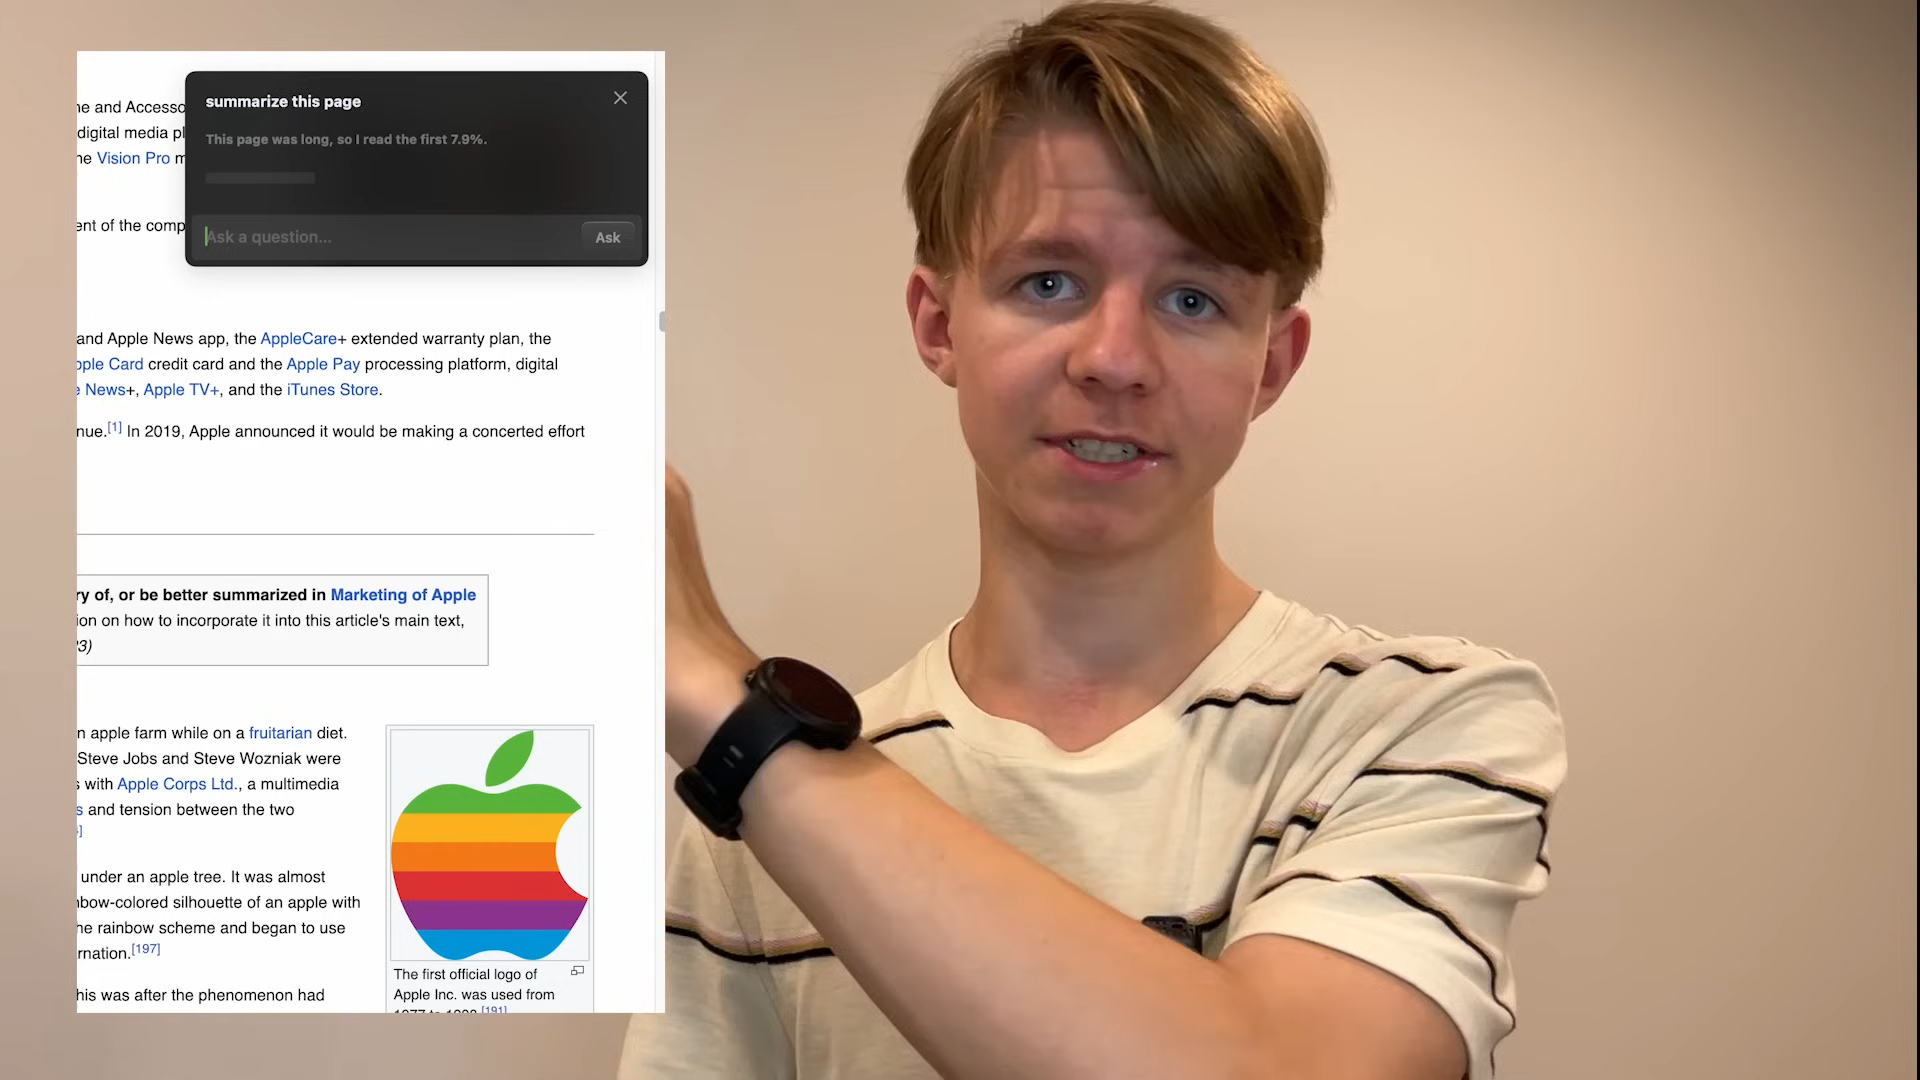 summarize this page
This page was long, so I read the first 7.9%.
Ask a question...
Ask
and Accesso
digital media pl
Vision Pro
of the comp
and Apple News app, the AppleCare+ extended warranty plan, the
Card credit card and the Apple Pay processing platform, digital
News+, Apple TV+, and the iTunes Store.
nue.[1] In 2019, Apple announced it would be making a concerted effort
of, or be better summarized in Marketing of Apple
ion on how to incorporate it into this article's main text,
3)
apple farm while on a fruitarian diet.
Steve Jobs and Steve Wozniak were
with Apple Corps Ltd., a multimedia
and tension between the two
under an apple tree. It was almost
bow-colored silhouette of an apple with
rainbow scheme and began to use
rnation.[197]
his was after the phenomenon had
The first official logo of
Apple Inc. was used from
[191]